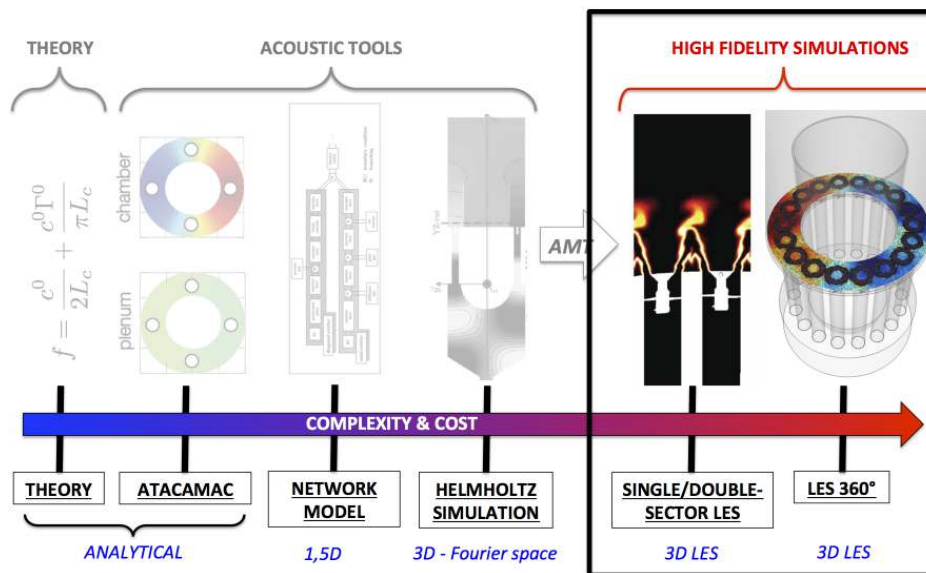 THEORY
ACOUSTIC TOOLS
HIGH FIDELITY SIMULATIONS
f = c⁰/2L_c + c⁰Γ⁰/πL_c
chamber
plenum
AMT
COMPLEXITY & COST
THEORY
ATACAMAC
NETWORK
MODEL
HELMHOLTZ
SIMULATION
SINGLE/DOUBLE-
SECTOR LES
LES 360°
ANALYTICAL
1,5D
3D - Fourier space
3D LES
3D LES